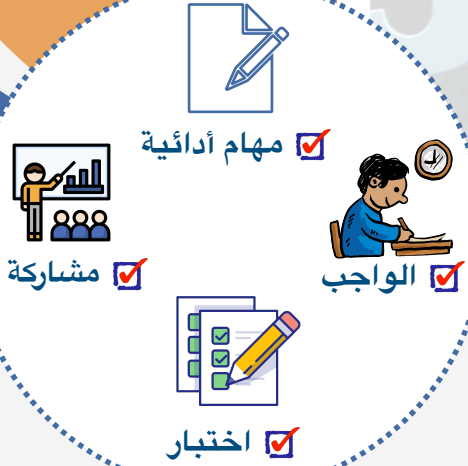 مهام أدائية
الواجب
مشاركة
اختبار